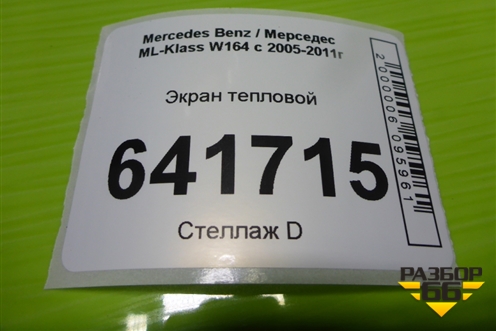 Mercedes Benz / Мерседес
ML-Klass W164 с 2005-2011г
Экран тепловой
641715
Стеллаж D
2000006095961
РАЗБОР
66